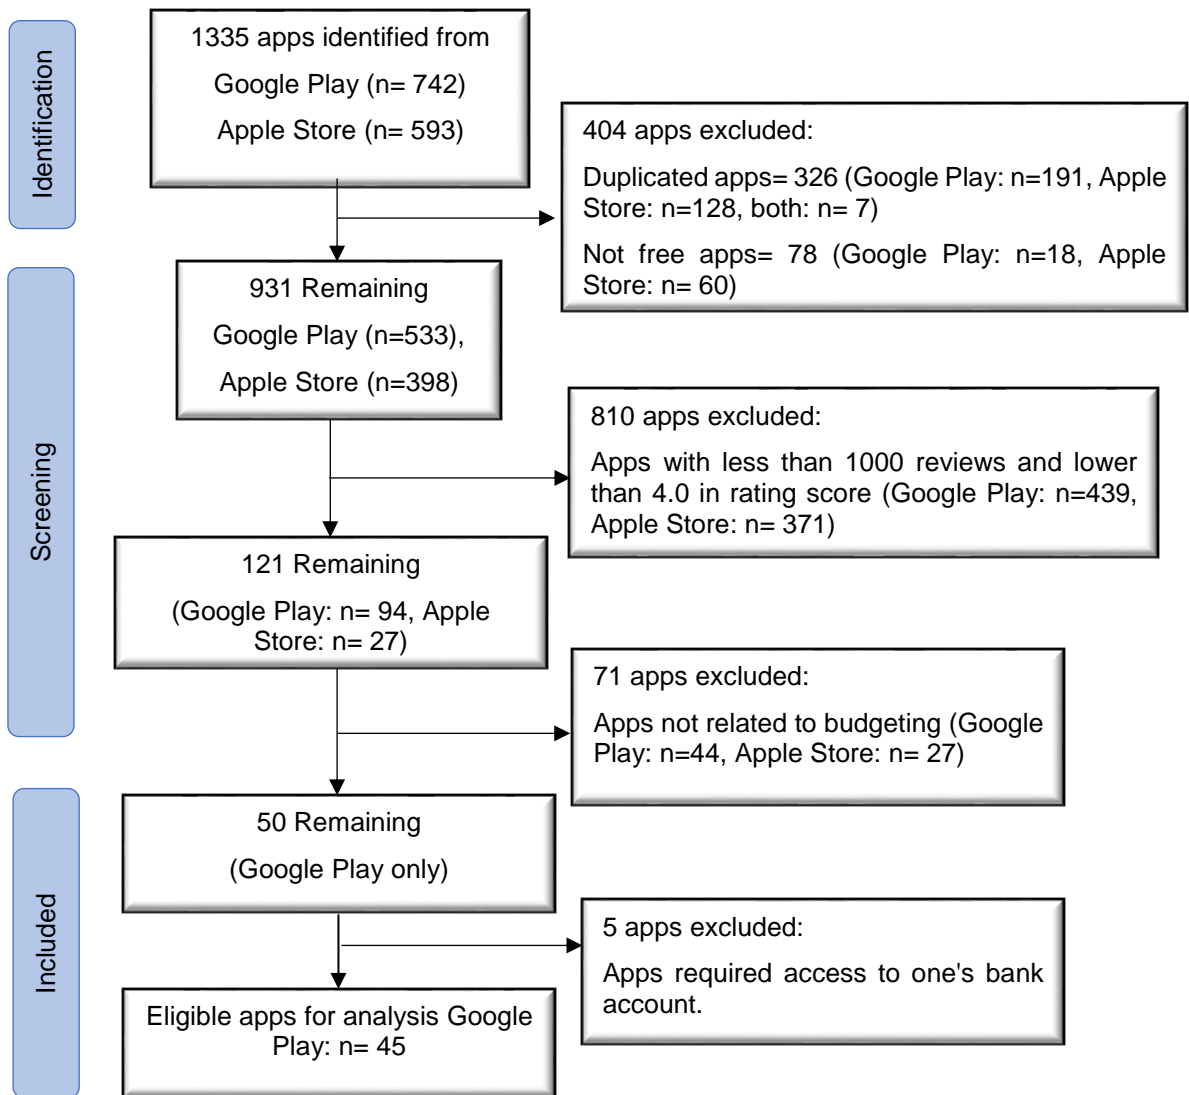 Identification
1335 apps identified from
Google Play (n= 742)
Apple Store (n= 593)
404 apps excluded:
Duplicated apps= 326 (Google Play: n=191, Apple
Store: n=128, both: n= 7)
Not free apps= 78 (Google Play: n=18, Apple
Store: n= 60)
Screening
931 Remaining
Google Play (n=533),
Apple Store (n=398)
810 apps excluded:
Apps with less than 1000 reviews and lower
than 4.0 in rating score (Google Play: n=439,
Apple Store: n= 371)
121 Remaining
(Google Play: n= 94, Apple
Store: n= 27)
71 apps excluded:
Apps not related to budgeting (Google
Play: n=44, Apple Store: n= 27)
Included
50 Remaining
(Google Play only)
5 apps excluded:
Apps required access to one's bank
account.
Eligible apps for analysis Google
Play: n= 45